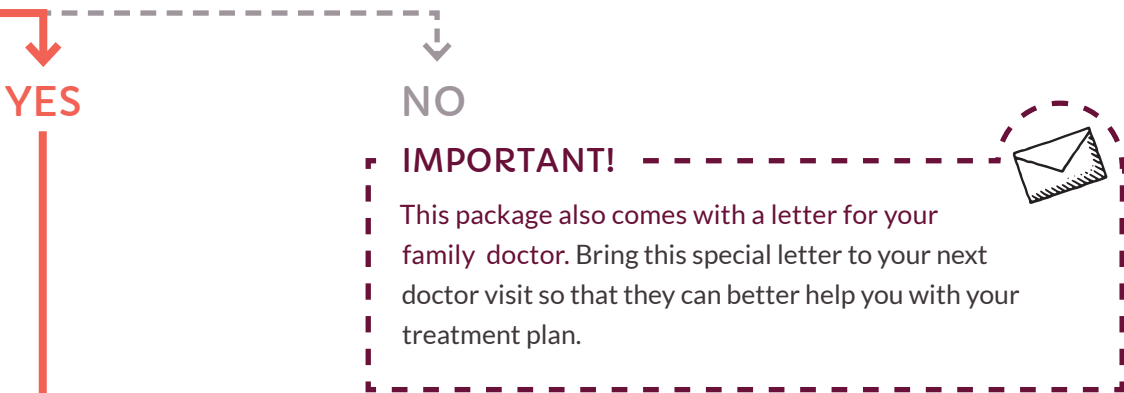 YES
NO
IMPORTANT!
This package also comes with a letter for your
family doctor. Bring this special letter to your next
doctor visit so that they can better help you with your
treatment plan.